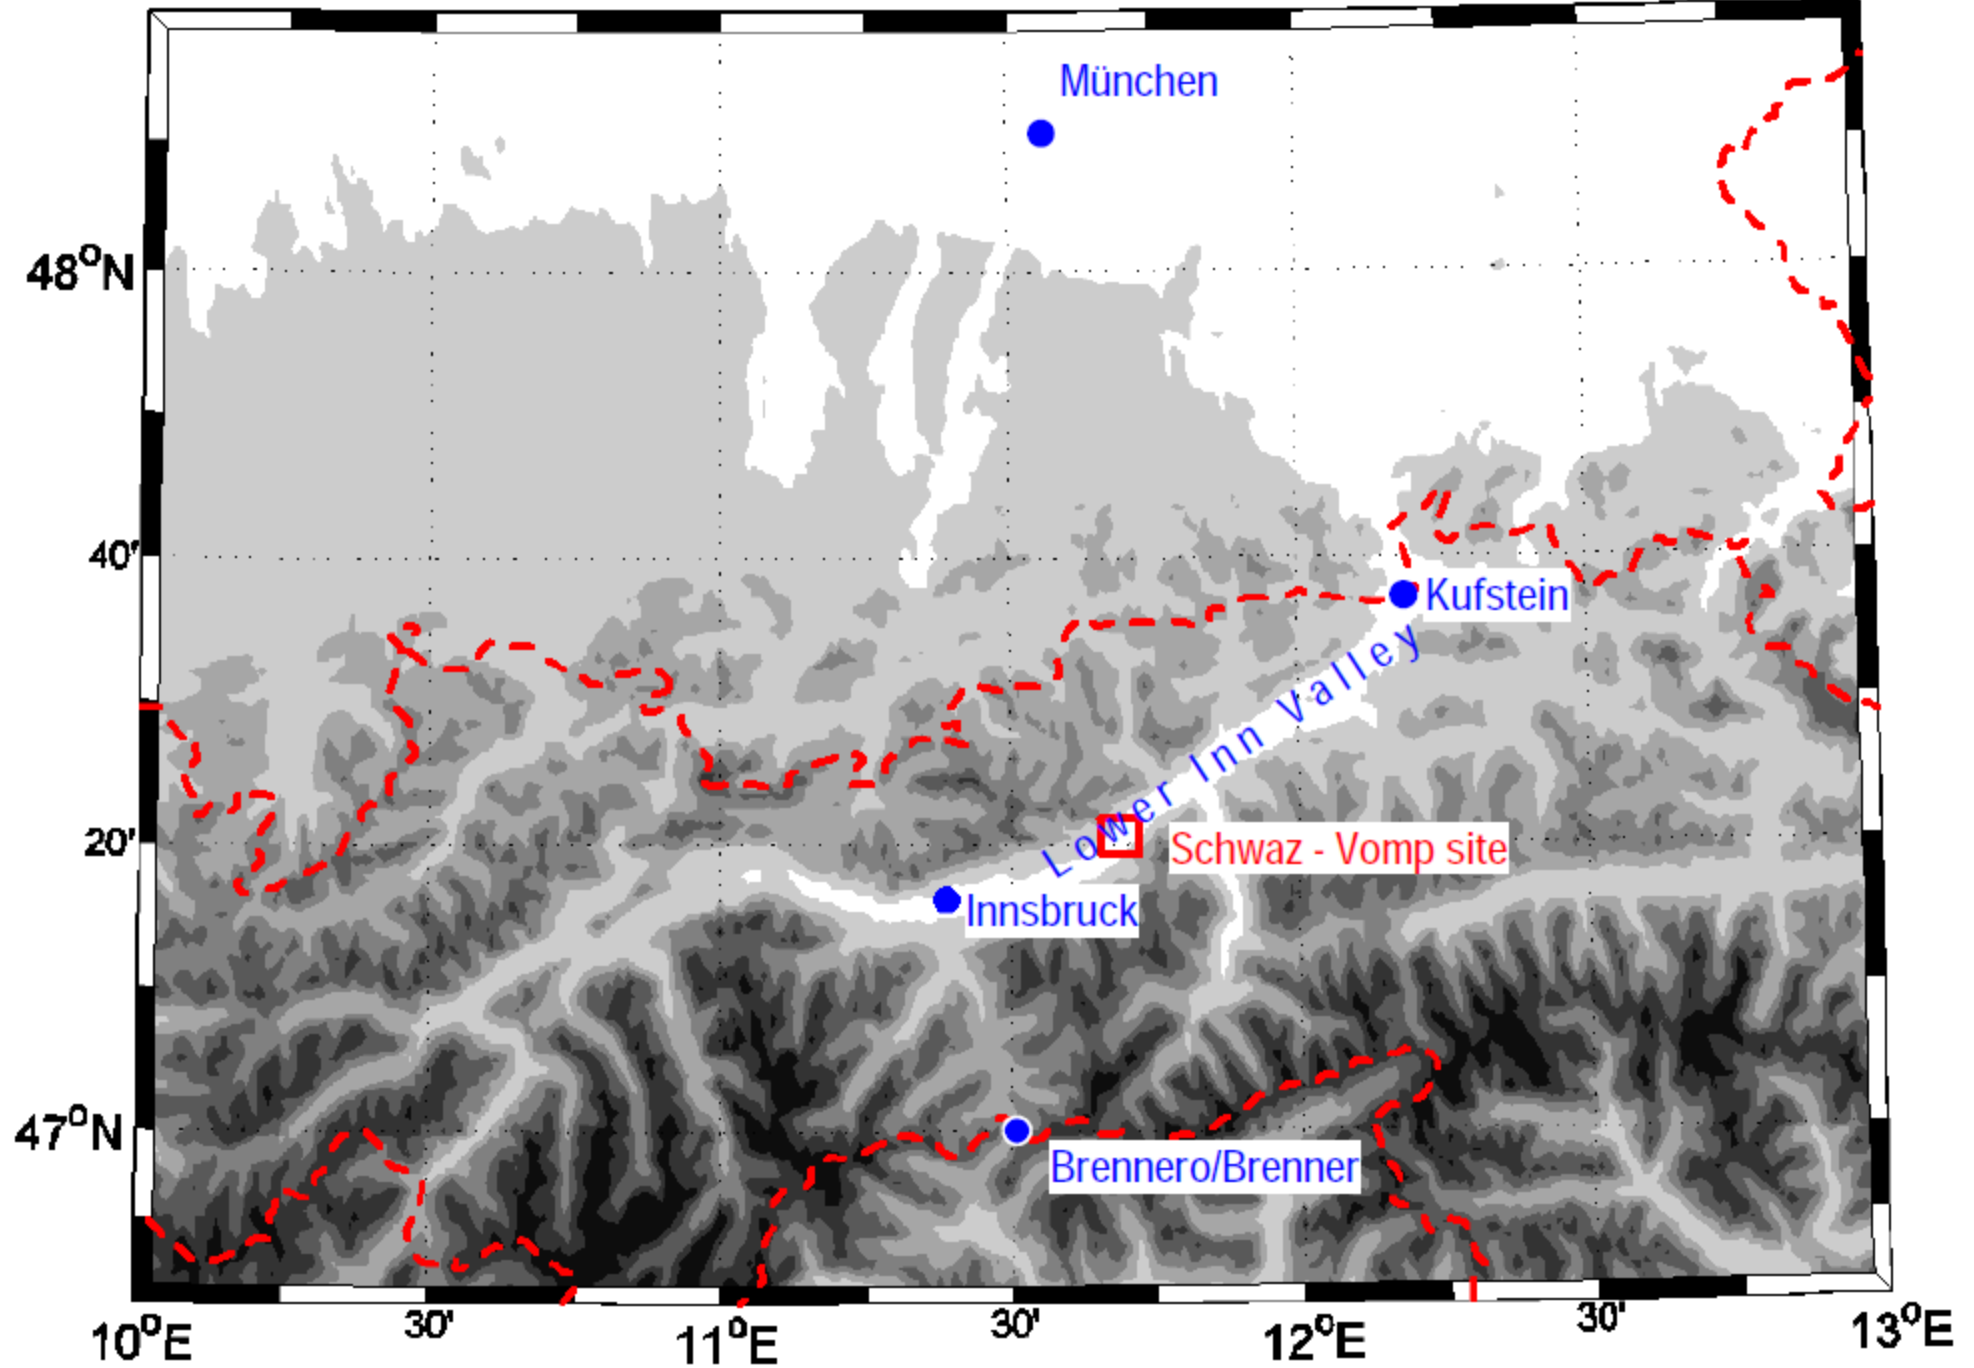 München
48°N
40'
Kufstein
Lower Inn Valley
20'
Schwaz - Vomp site
Innsbruck
47°N
Brennero/Brenner
10°E
30'
11°E
30'
12°E
30'
13°E